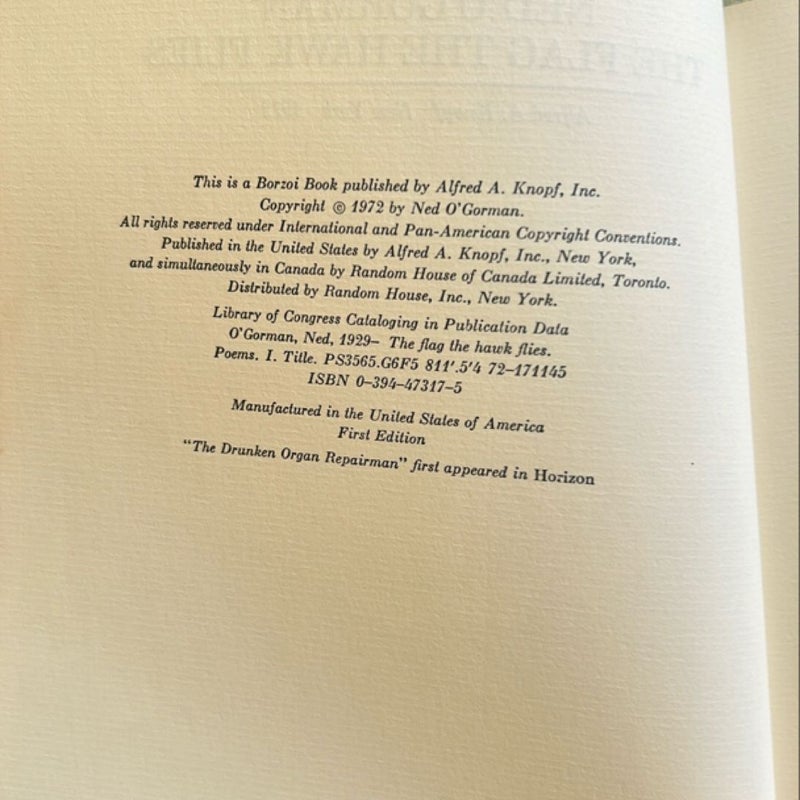 This is a Borzoi Book published by Alfred A. Knopf, Inc.
Copyright © 1972 by Ned O'Gorman.
All rights reserved under International and Pan-American Copyright Conventions.
Published in the United States by Alfred A. Knopf, Inc., New York,
and simultaneously in Canada by Random House of Canada Limited, Toronto.
Distributed by Random House, Inc., New York.
Library of Congress Cataloging in Publication Data
O'Gorman, Ned, 1929– The flag the hawk flies.
Poems. I. Title. PS3565.G6F5 811'.5'4 72–171145
ISBN 0–394–47317–5
Manufactured in the United States of America
First Edition
“The Drunken Organ Repairman” first appeared in Horizon